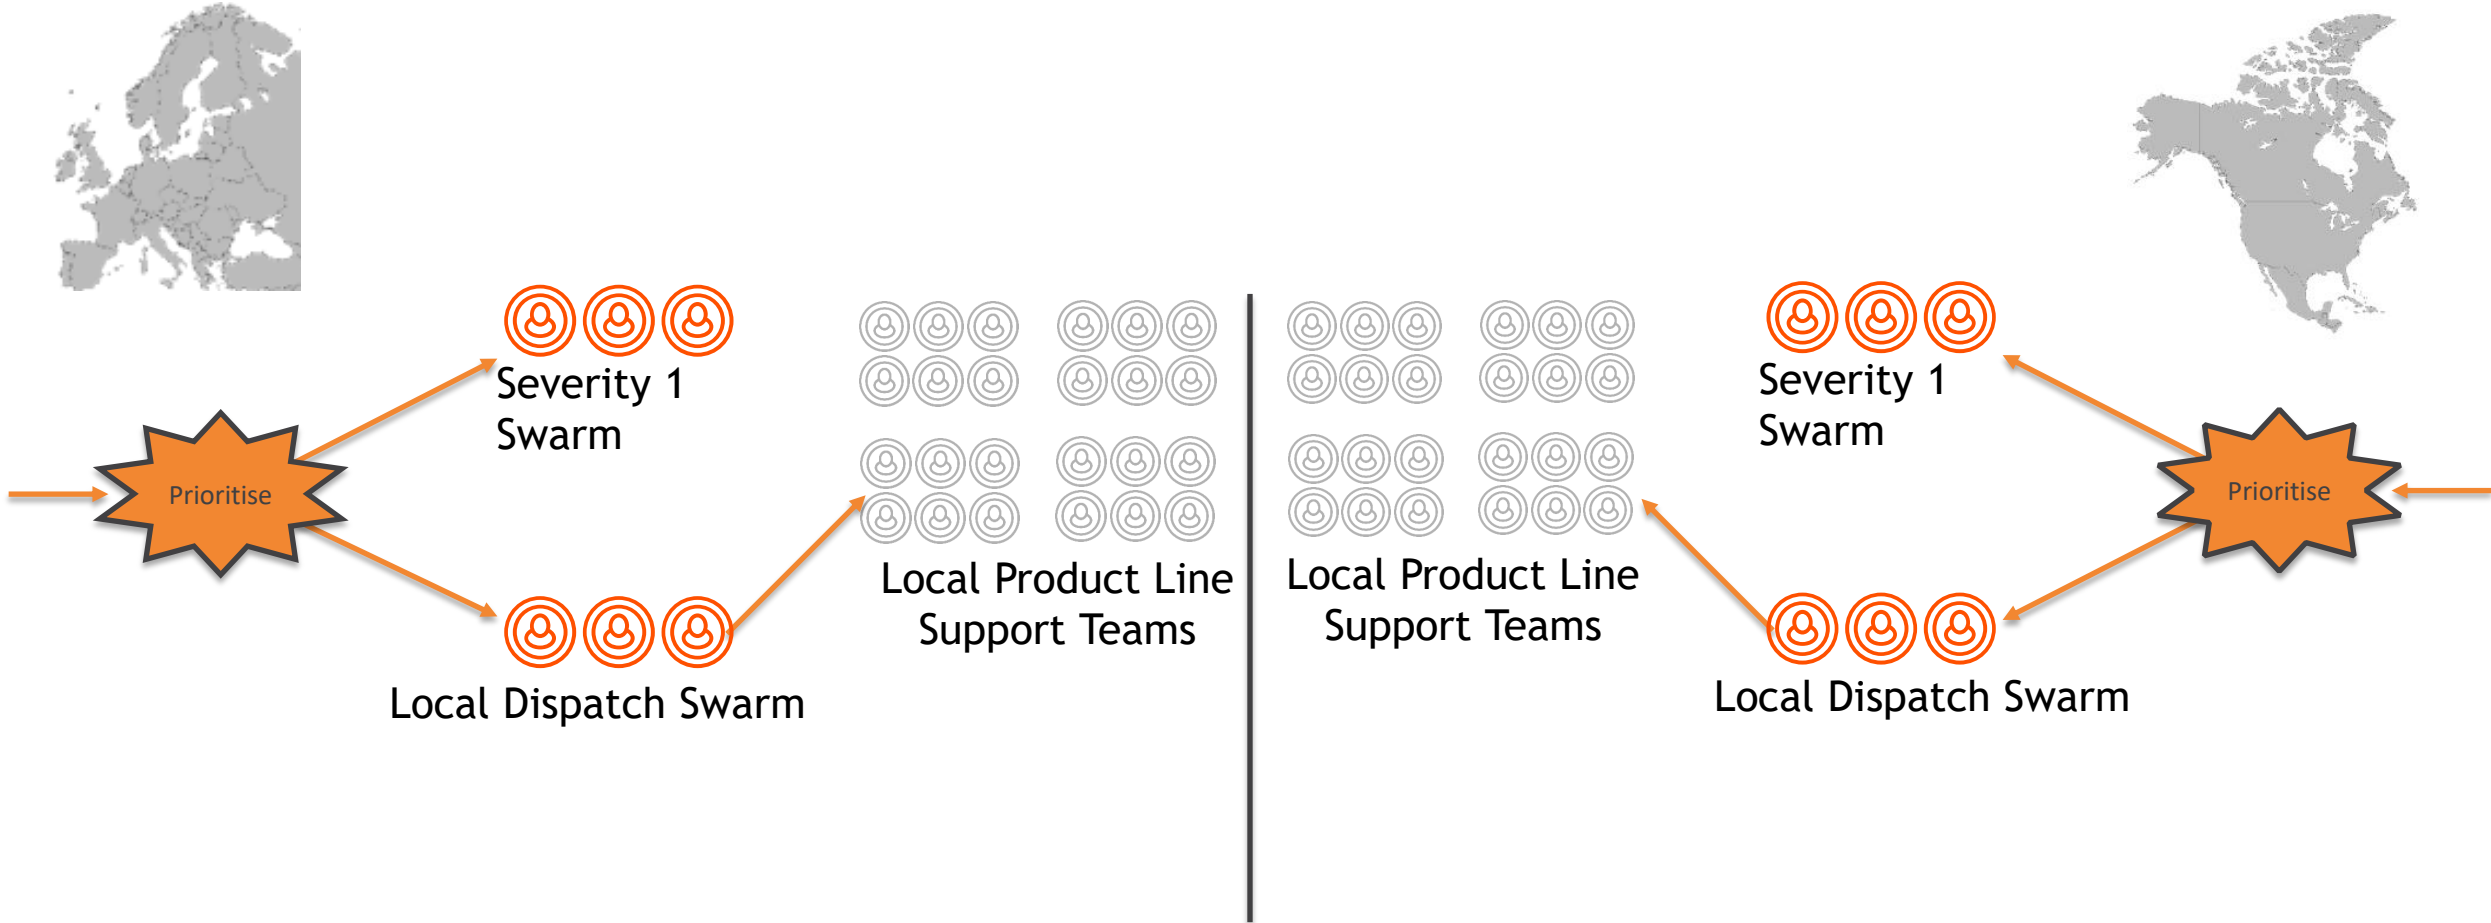 Severity 1
Swarm
Prioritise
Local Product Line
Support Teams
Local Dispatch Swarm
Severity 1
Swarm
Prioritise
Local Product Line
Support Teams
Local Dispatch Swarm